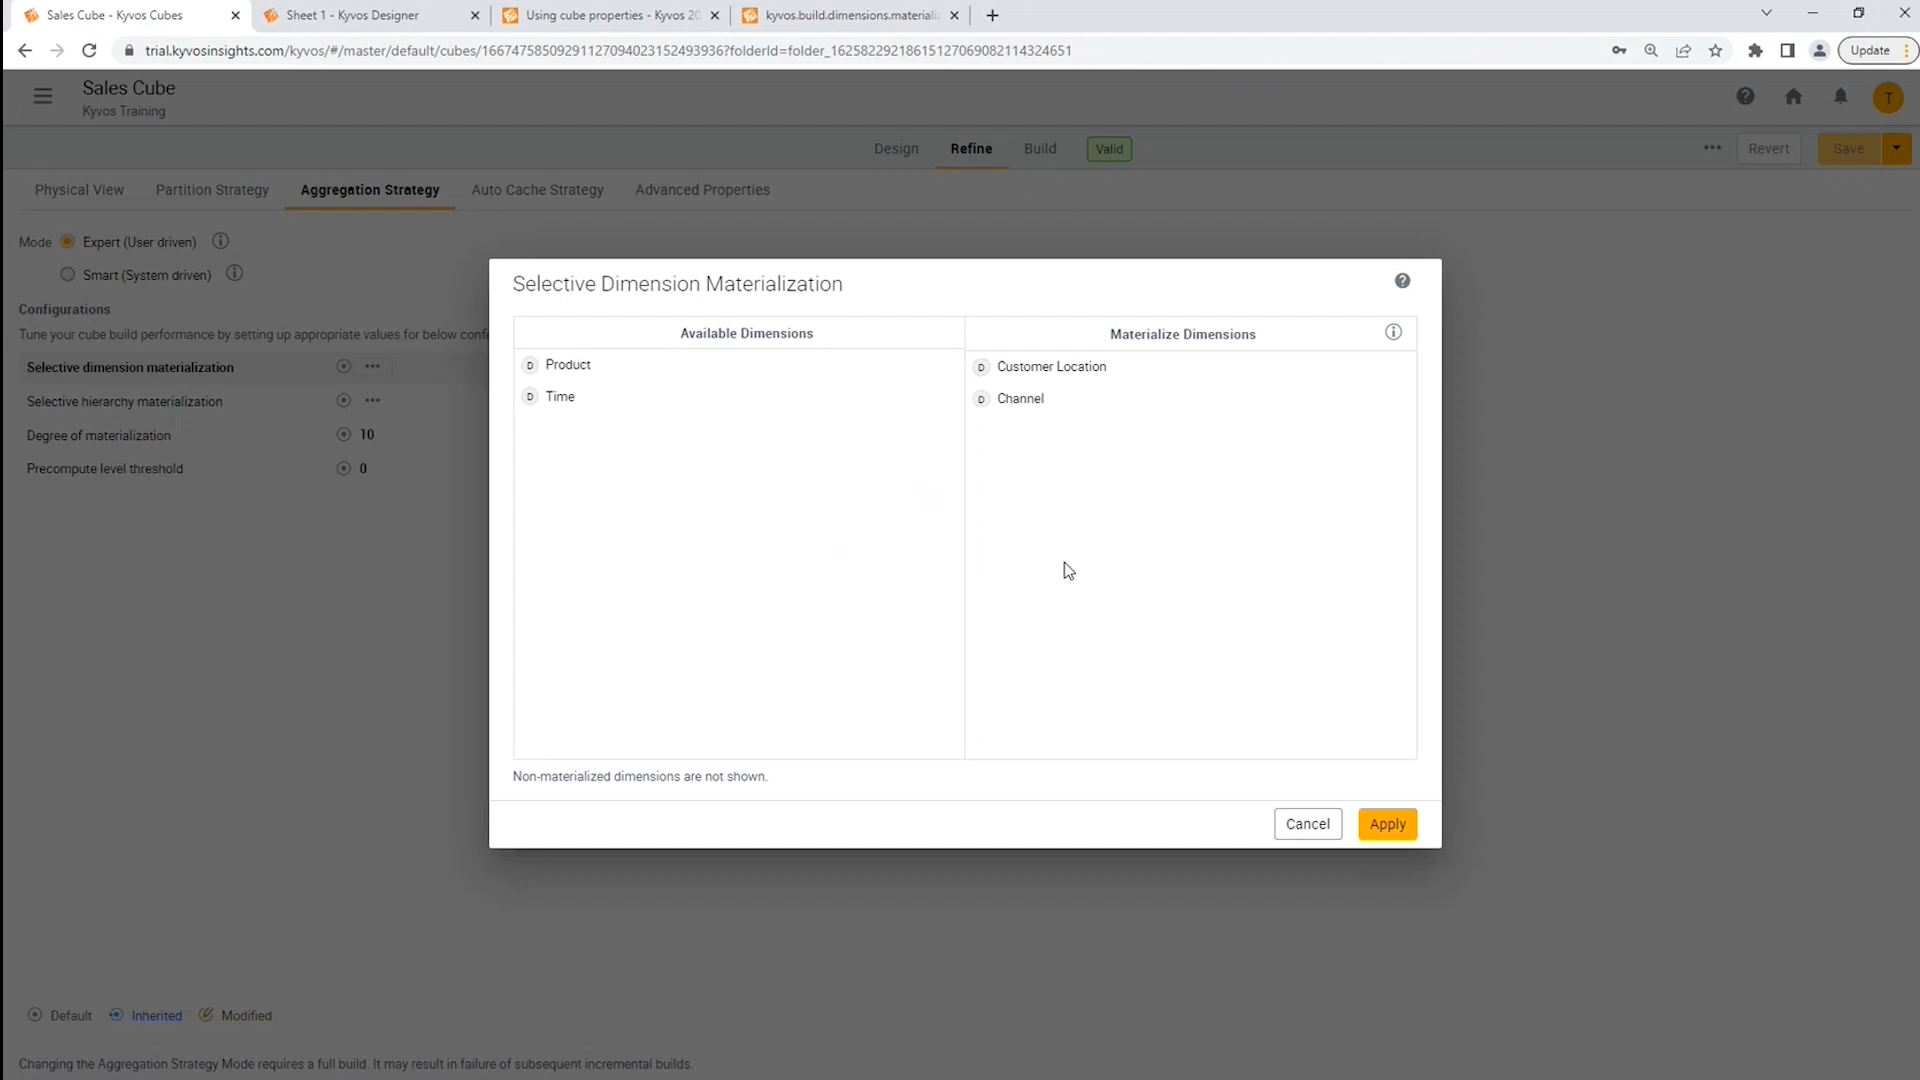 Sales Cube - Kyvos Cubes
Sheet 1 - Kyvos Designer
Using cube properties - Kyvos 20
kyvos.build.dimensions.materializ
trial.kyvosinsights.com/kyvos/#/master/default/cubes/166747585092911270940231524939​36?folderId=folder_16258229218615127069082114324651
Update
Sales Cube
Kyvos Training
T
Design
Refine
Build
Valid
Revert
Save
Physical View
Partition Strategy
Aggregation Strategy
Auto Cache Strategy
Advanced Properties
Mode
Expert (User driven)
Smart (System driven)
Configurations
Tune your cube build performance by setting up appropriate values for below confi
Selective dimension materialization
Selective hierarchy materialization
Degree of materialization 10
Precompute level threshold 0
Selective Dimension Materialization
Available Dimensions
Materialize Dimensions
D Product
D Time
D Customer Location
D Channel
Non-materialized dimensions are not shown.
Cancel
Apply
Default
Inherited
Modified
Changing the Aggregation Strategy Mode requires a full build. It may result in failure of subsequent incremental builds.